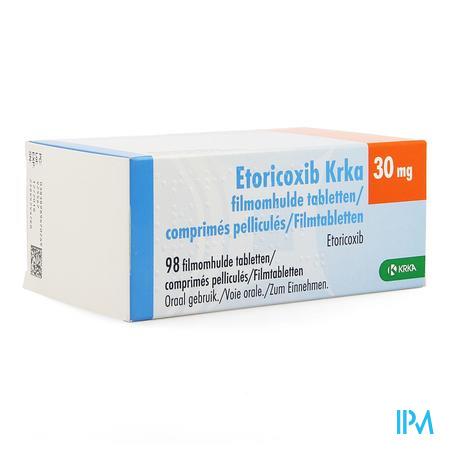 Etoricoxib Krka
30 mg
filmomhulde tabletten/
comprimés pelliculés/Filmtabletten
Etoricoxib
98 filmomhulde tabletten/
comprimés pelliculés/Filmtabletten
Oraal gebruik./Voie orale./Zum Einnehmen.
KRKA
IPM